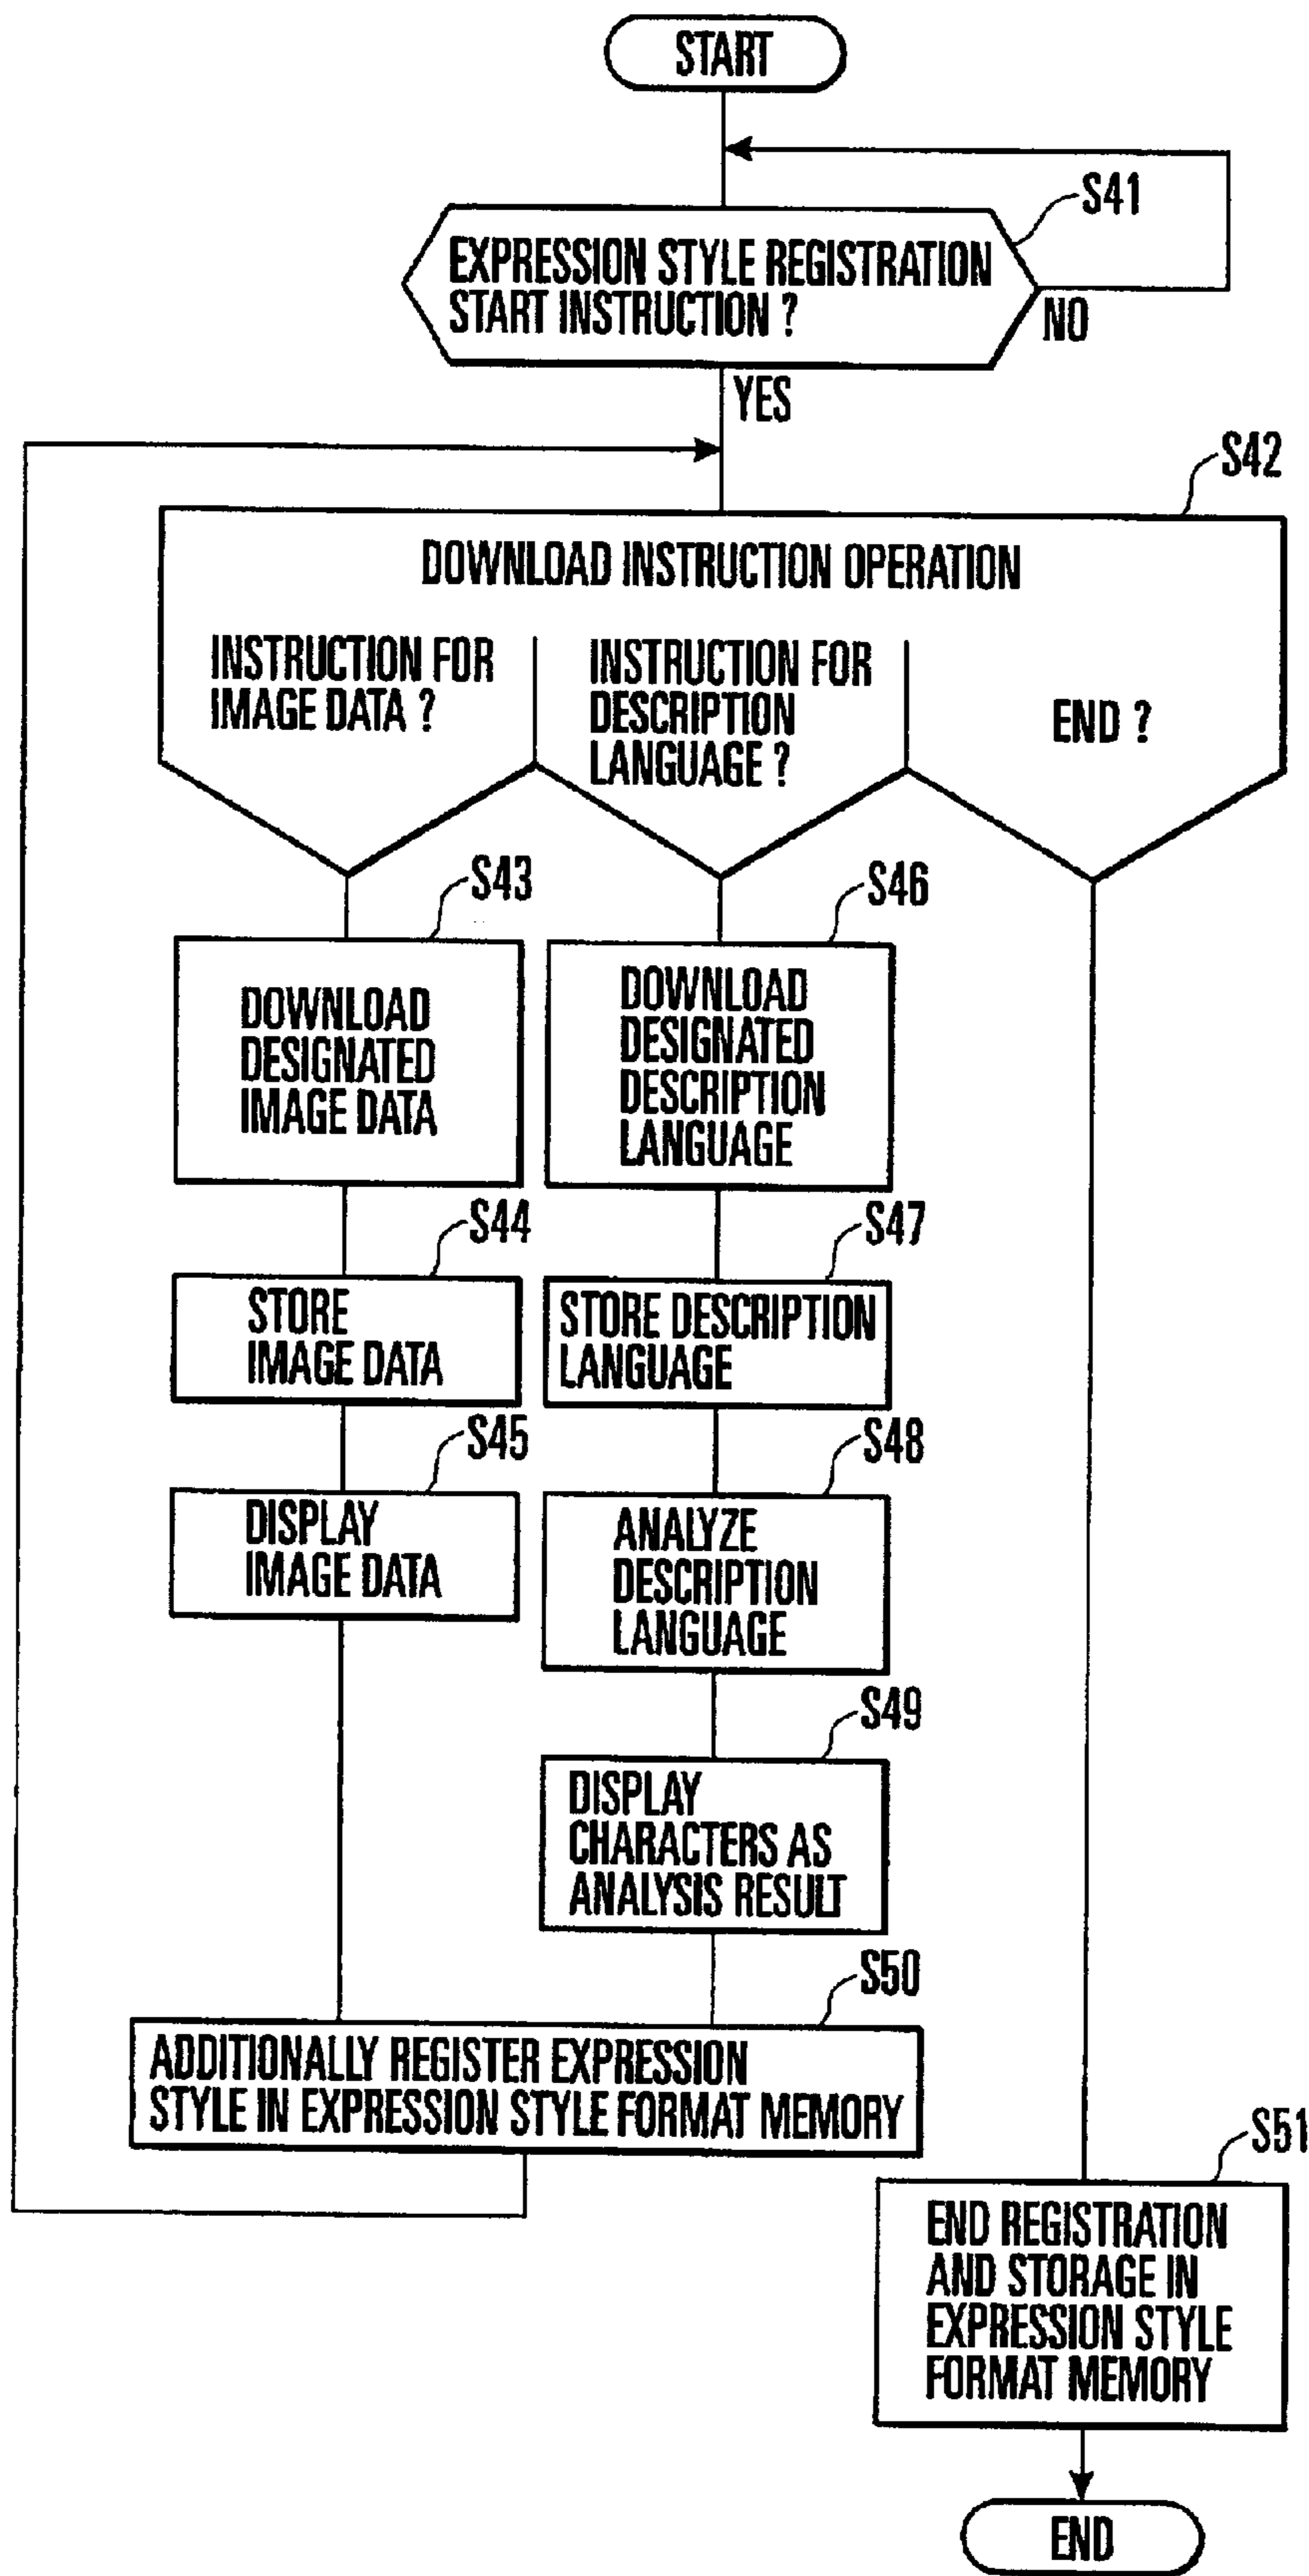 START
S41
EXPRESSION STYLE REGISTRATION
START INSTRUCTION ?
NO
YES
S42
DOWNLOAD INSTRUCTION OPERATION
INSTRUCTION FOR
IMAGE DATA ?
INSTRUCTION FOR
DESCRIPTION
LANGUAGE ?
END ?
S43
DOWNLOAD
DESIGNATED
IMAGE DATA
S46
DOWNLOAD
DESIGNATED
DESCRIPTION
LANGUAGE
S44
STORE
IMAGE DATA
S47
STORE DESCRIPTION
LANGUAGE
S45
DISPLAY
IMAGE DATA
S48
ANALYZE
DESCRIPTION
LANGUAGE
S49
DISPLAY
CHARACTERS AS
ANALYSIS RESULT
S50
ADDITIONALLY REGISTER EXPRESSION
STYLE IN EXPRESSION STYLE FORMAT MEMORY
S51
END REGISTRATION
AND STORAGE IN
EXPRESSION STYLE
FORMAT MEMORY
END